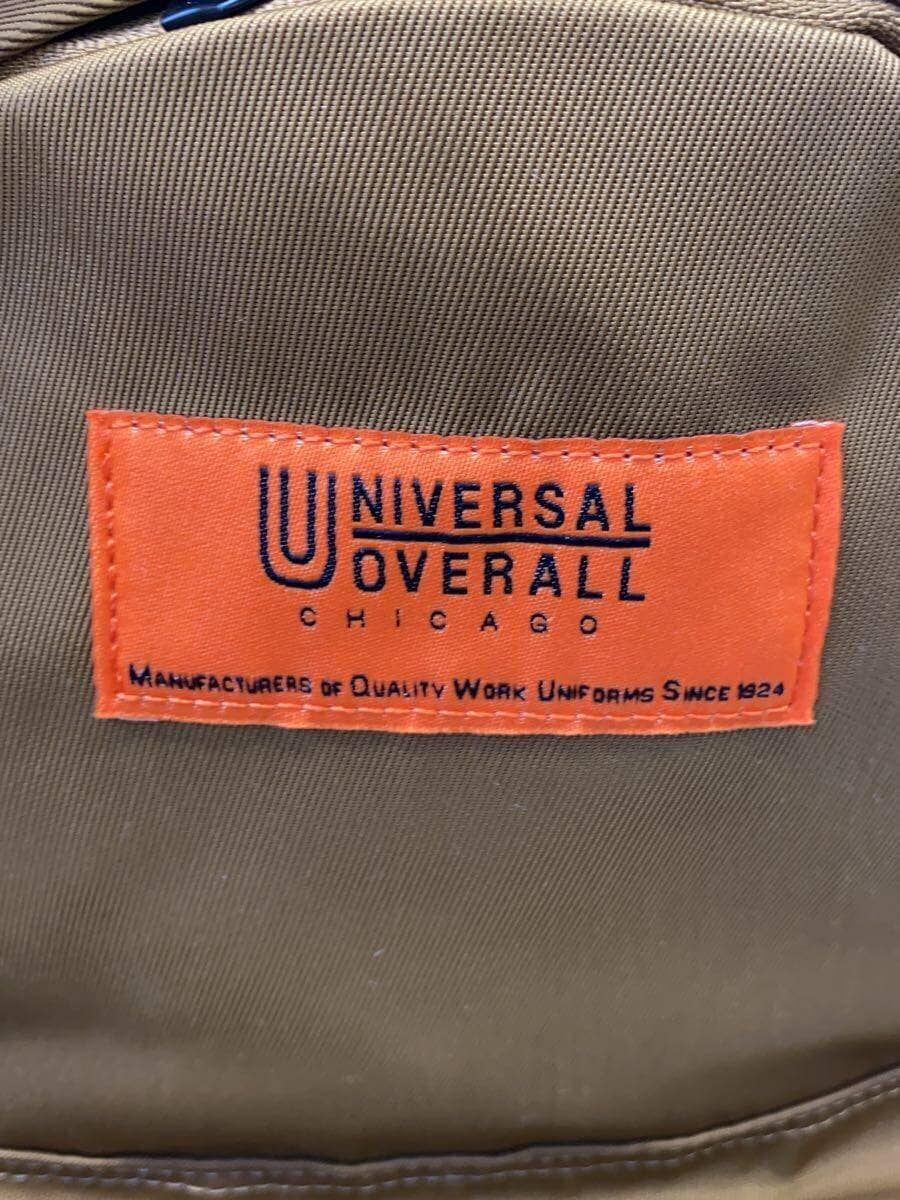 UNIVERSAL
OVERALL
CHICAGO
MANUFACTURERS OF QUALITY WORK UNIFORMS SINCE 1924